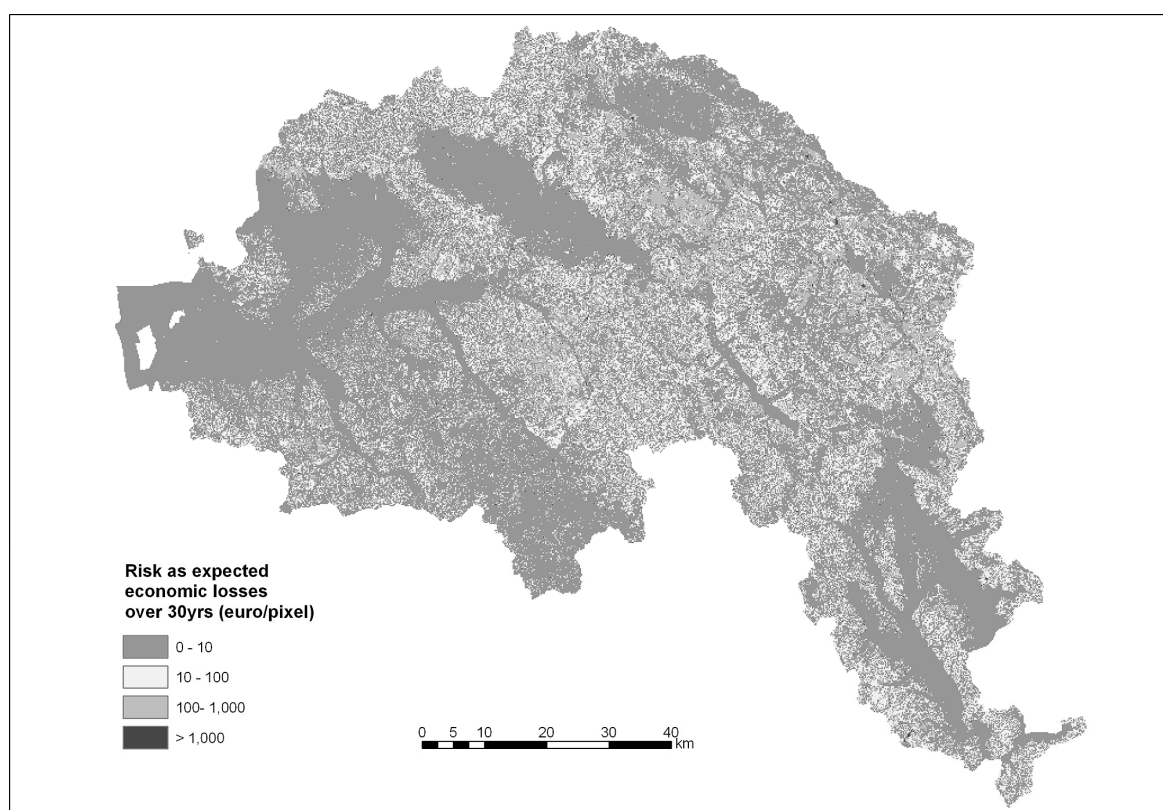 Risk as expected
economic losses
over 30yrs (euro/pixel)
0 - 10
10 - 100
100- 1,000
> 1,000
0 5 10 20 30 40
km